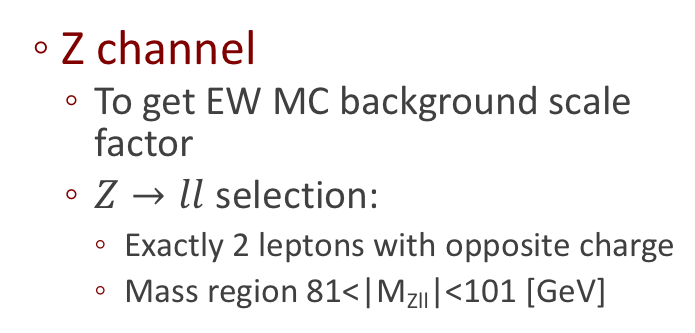 ◦ Z channel
◦ To get EW MC background scale
factor
◦ Z → ll selection:
◦ Exactly 2 leptons with opposite charge
◦ Mass region 81<|M_Zll|<101 [GeV]